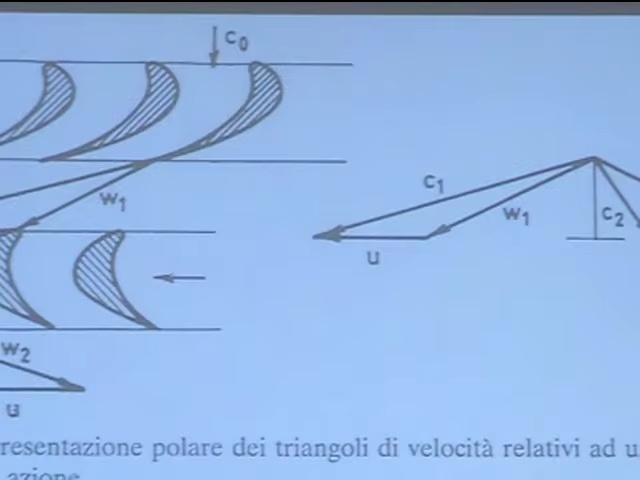 c0
w1
c1
w1
c2
u
w2
u
resentazione polare dei triangoli di velocità relativi ad u
azione